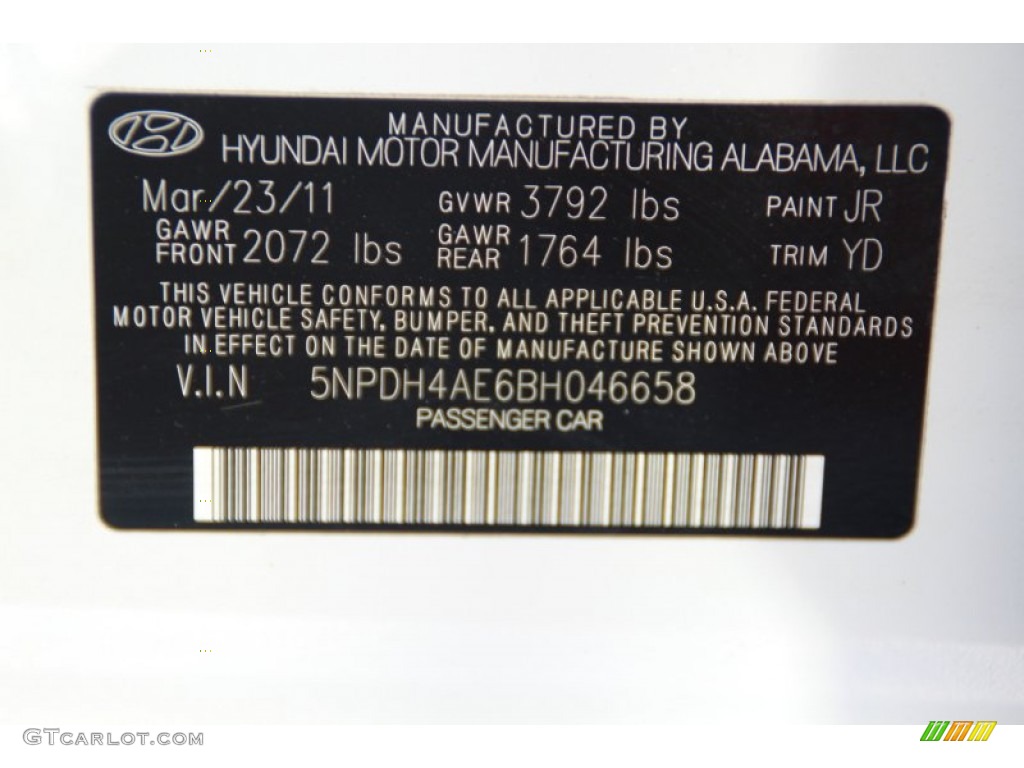 MANUFACTURED BY
HYUNDAI MOTOR MANUFACTURING ALABAMA, LLC
Mar/23/11 GVWR 3792 lbs PAINT JR
GAWR FRONT 2072 lbs GAWR REAR 1764 lbs TRIM YD
THIS VEHICLE CONFORMS TO ALL APPLICABLE U.S.A. FEDERAL
MOTOR VEHICLE SAFETY, BUMPER, AND THEFT PREVENTION STANDARDS
IN EFFECT ON THE DATE OF MANUFACTURE SHOWN ABOVE
V.I.N 5NPDH4AE6BH046658
PASSENGER CAR
GTCARLOT.COM